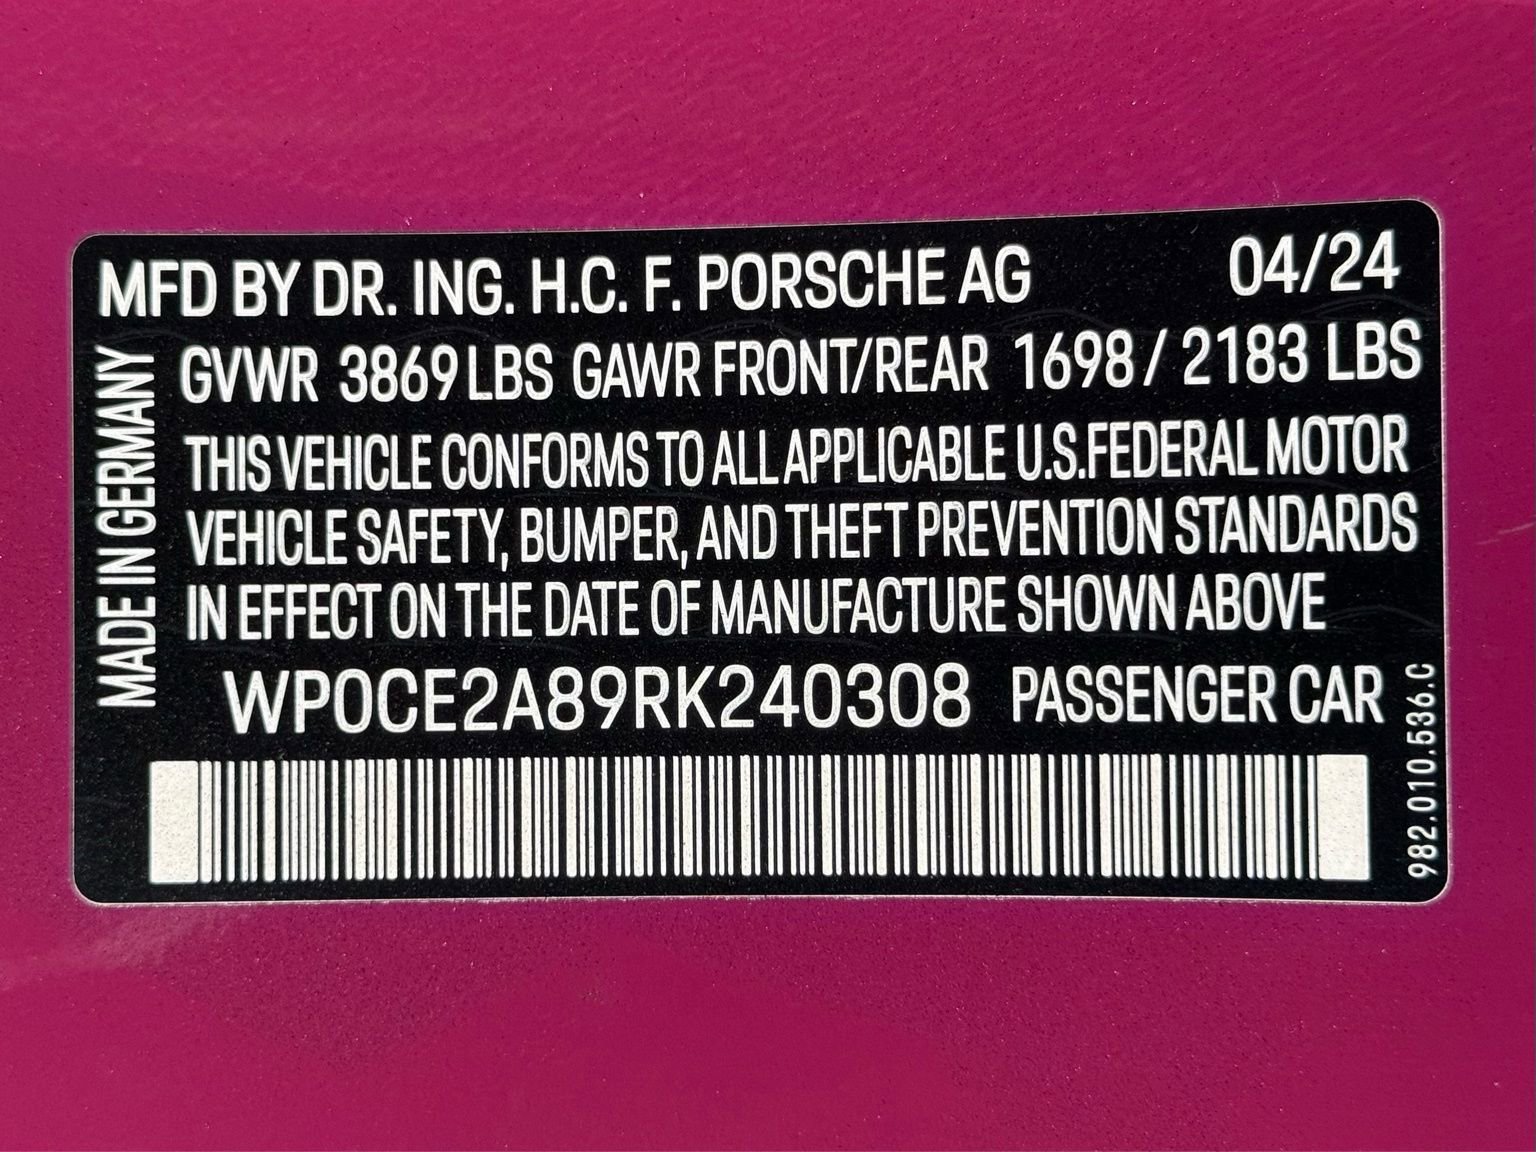 MFD BY DR. ING. H.C. F. PORSCHE AG 04/24
GVWR 3869 LBS GAWR FRONT/REAR 1698 / 2183 LBS
THIS VEHICLE CONFORMS TO ALL APPLICABLE U.S.FEDERAL MOTOR
VEHICLE SAFETY, BUMPER, AND THEFT PREVENTION STANDARDS
IN EFFECT ON THE DATE OF MANUFACTURE SHOWN ABOVE
WP0CE2A89RK240308 PASSENGER CAR
MADE IN GERMANY
982.010.536.C